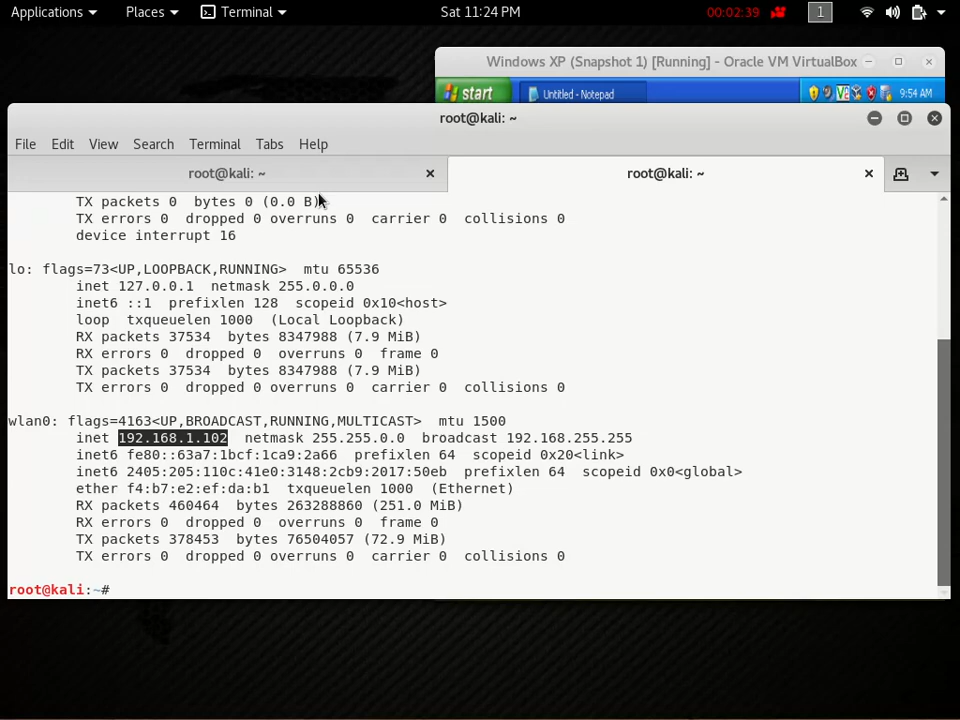 Applications Places Terminal Sat 11:24 PM 00:02:39 1
Windows XP (Snapshot 1) [Running] - Oracle VM VirtualBox
start Untitled - Notepad 9:54 AM
root@kali: ~
File Edit View Search Terminal Tabs Help
root@kali: ~ root@kali: ~
TX packets 0 bytes 0 (0.0 B)
TX errors 0 dropped 0 overruns 0 carrier 0 collisions 0
device interrupt 16
lo: flags=73<UP,LOOPBACK,RUNNING> mtu 65536
inet 127.0.0.1 netmask 255.0.0.0
inet6 ::1 prefixlen 128 scopeid 0x10<host>
loop txqueuelen 1000 (Local Loopback)
RX packets 37534 bytes 8347988 (7.9 MiB)
RX errors 0 dropped 0 overruns 0 frame 0
TX packets 37534 bytes 8347988 (7.9 MiB)
TX errors 0 dropped 0 overruns 0 carrier 0 collisions 0
wlan0: flags=4163<UP,BROADCAST,RUNNING,MULTICAST> mtu 1500
inet 192.168.1.102 netmask 255.255.0.0 broadcast 192.168.255.255
inet6 fe80::63a7:1bcf:1ca9:2a66 prefixlen 64 scopeid 0x20<link>
inet6 2405:205:110c:41e0:3148:2cb9:2017:50eb prefixlen 64 scopeid 0x0<global>
ether f4:b7:e2:ef:da:b1 txqueuelen 1000 (Ethernet)
RX packets 460464 bytes 263288860 (251.0 MiB)
RX errors 0 dropped 0 overruns 0 frame 0
TX packets 378453 bytes 76504057 (72.9 MiB)
TX errors 0 dropped 0 overruns 0 carrier 0 collisions 0
root@kali:~#